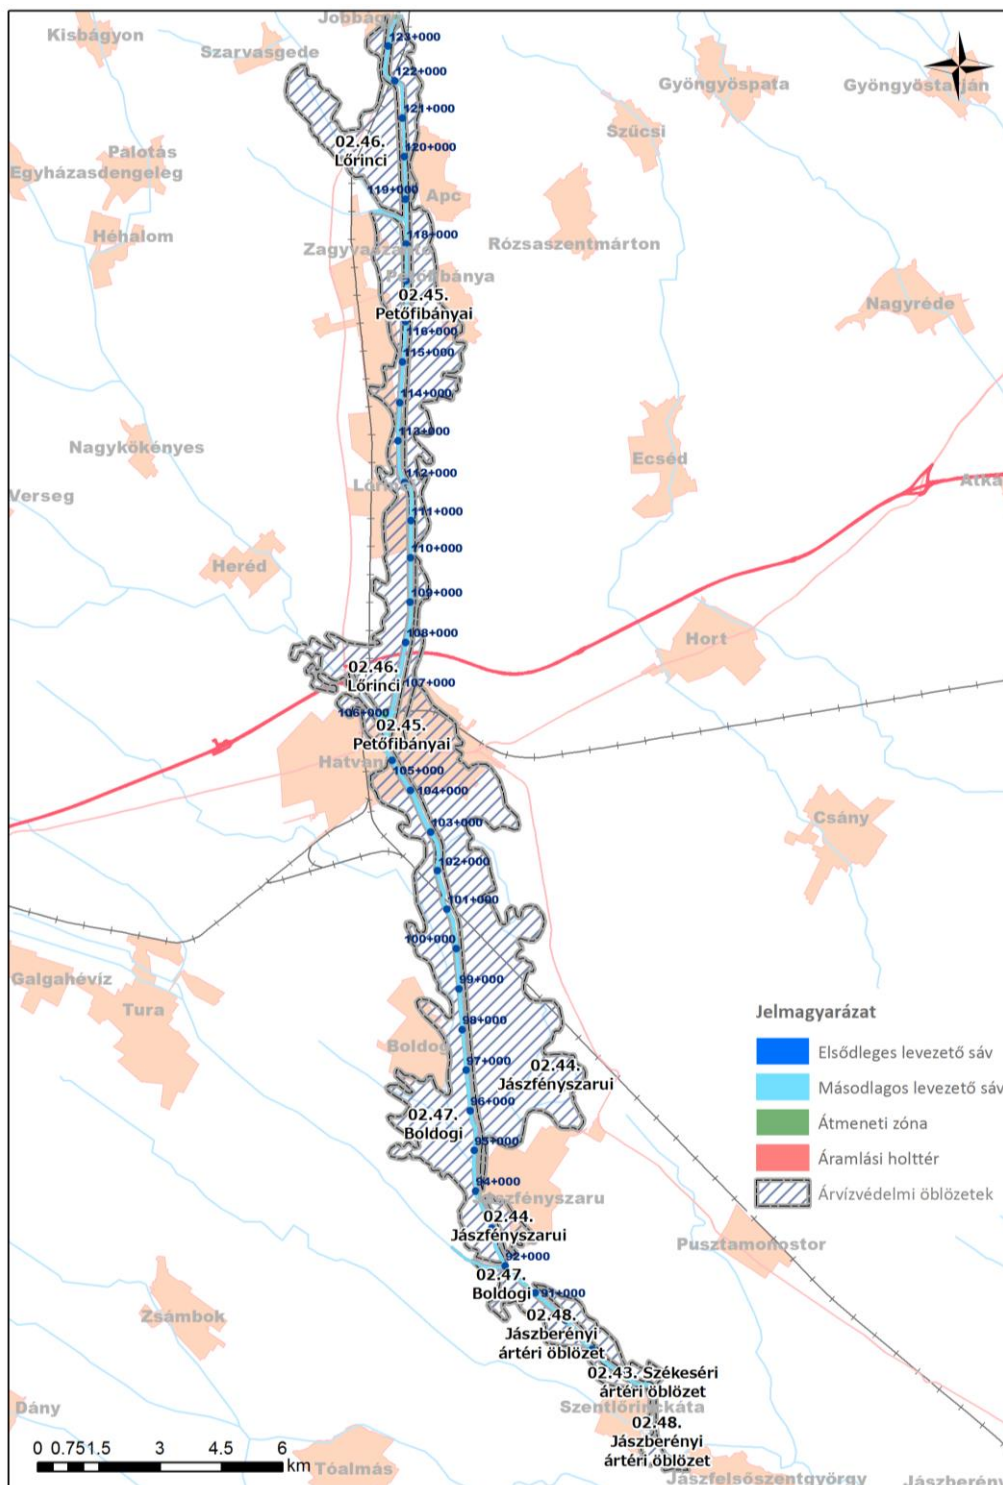 Jobbágyi
Kisbágyon
123+000
Szarvasgede
122+000
Gyöngyöspata
Gyöngyöstarján
121+000
Szűcsi
02.46.
Lőrinci
Palotás
120+000
Egyházasdengeleg
119+000
Apc
Héhalom
118+000
Rózsaszentmárton
Petőfibánya
02.45.
Petőfibányai
Nagyréde
116+000
115+000
114+000
113+000
Nagykökényes
Ecséd
112+000
Lőrinci
Verseg
111+000
110+000
Heréd
109+000
108+000
Hort
02.46.
Lőrinci
107+000
106+000
02.45.
Petőfibányai
Hatvan
105+000
104+000
Csány
103+000
102+000
101+000
100+000
Galgahévíz
99+000
Tura
98+000
Jelmagyarázat
Boldog
Elsődleges levezető sáv
97+000
02.44.
Jászfényszarui
Másodlagos levezető sáv
96+000
02.47.
Boldogi
Átmeneti zóna
95+000
Áramlási holttér
94+000
Árvízvédelmi öblözetek
Jászfényszaru
02.44.
Jászfényszarui
Pusztamonostor
92+000
02.47.
Boldogi
91+000
Zsámbok
02.48.
Jászberényi
ártéri öblözet
02.43. Székeséri
ártéri öblözet
Dány
Szentlőrinckáta
02.48.
Jászberényi
ártéri öblözet
0 0.75 1.5 3 4.5 6
km
Tóalmás
Jászfelsőszentgyörgy